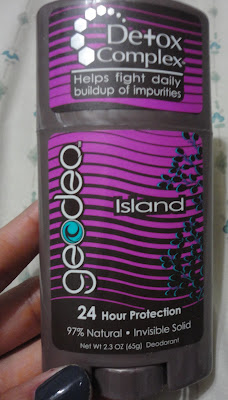 Detox
Complex®
Helps fight daily
buildup of impurities
geodeo
Island
24 Hour Protection
97% Natural • Invisible Solid
Net Wt 2.3 OZ (65g) Deodorant